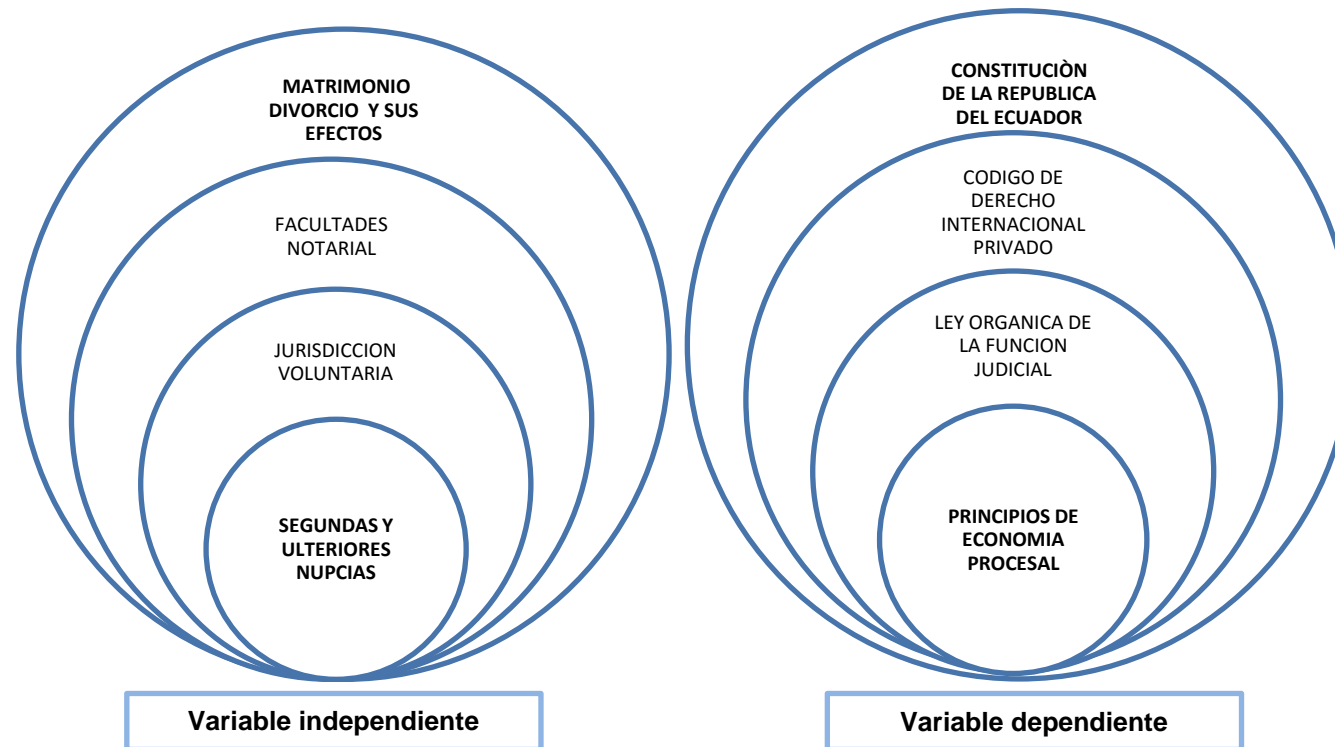 MATRIMONIO
DIVORCIO Y SUS
EFECTOS
FACULTADES
NOTARIAL
JURISDICCION
VOLUNTARIA
SEGUNDAS Y
ULTERIORES
NUPCIAS
Variable independiente
CONSTITUCIÒN
DE LA REPUBLICA
DEL ECUADOR
CODIGO DE
DERECHO
INTERNACIONAL
PRIVADO
LEY ORGANICA DE
LA FUNCION
JUDICIAL
PRINCIPIOS DE
ECONOMIA
PROCESAL
Variable dependiente